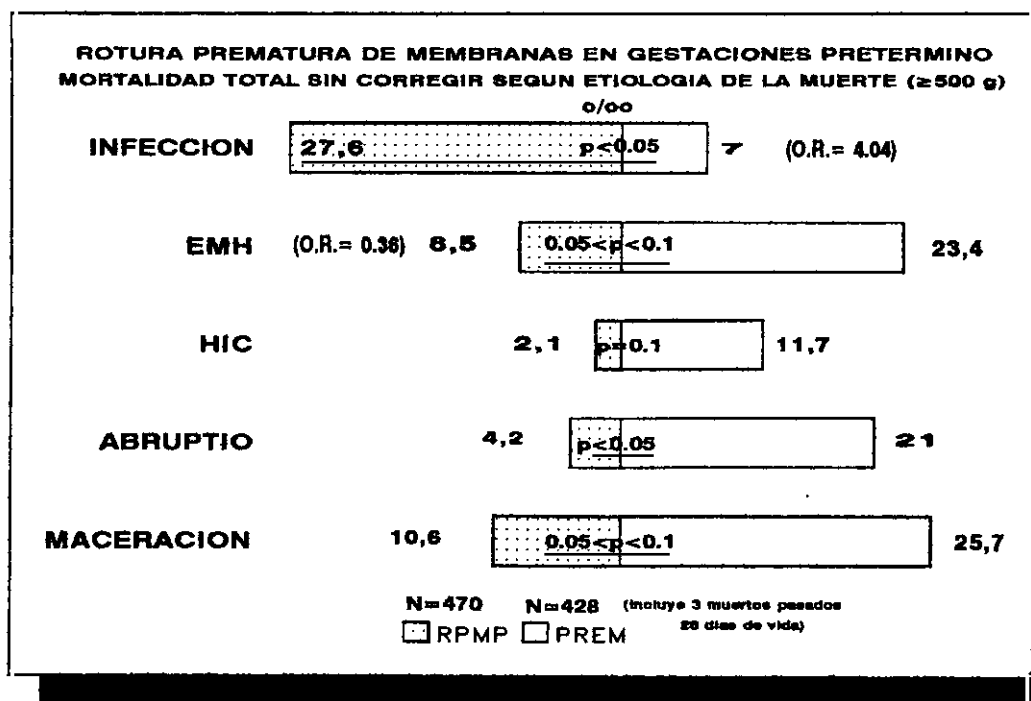 ROTURA PREMATURA DE MEMBRANAS EN GESTACIONES PRETERMINO
MORTALIDAD TOTAL SIN CORREGIR SEGUN ETIOLOGIA DE LA MUERTE (≥500 g)
o/oo
INFECCION 27,6 p<0.05 7 (O.R.= 4.04)
EMH (O.R.= 0.36) 8,5 0.05<p<0.1 23,4
HIC 2,1 p=0.1 11,7
ABRUPTIO 4,2 p<0.05 21
MACERACION 10,6 0.05<p<0.1 25,7
N=470 N=428 (Incluye 3 muertos pasados
28 dias de vida)
RPMP PREM